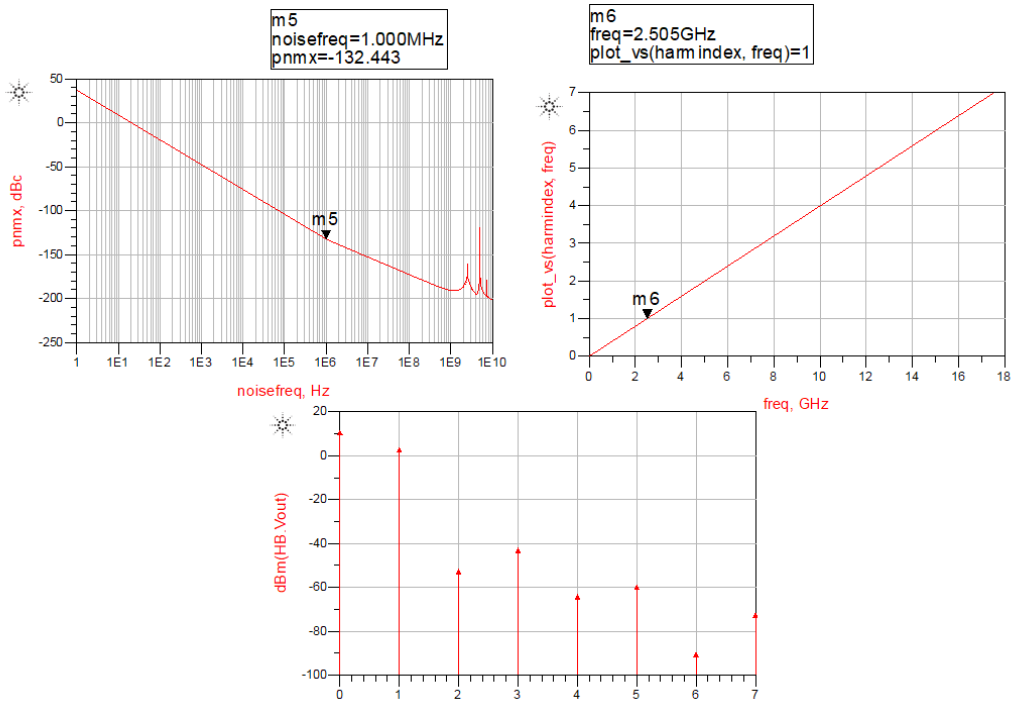 m5
noisefreq=1.000MHz
pnmx=-132.443
m6
freq=2.505GHz
plot_vs(harmindex, freq)=1
50
0
-50
-100
-150
-200
-250
pnmx, dBc
m5
1 1E1 1E2 1E3 1E4 1E5 1E6 1E7 1E8 1E9 1E10
noisefreq, Hz
7
6
5
4
3
2
1
0
plot_vs(harmindex, freq)
m6
0 2 4 6 8 10 12 14 16 18
freq, GHz
20
0
-20
-40
-60
-80
-100
dBm(HB.Vout)
0 1 2 3 4 5 6 7